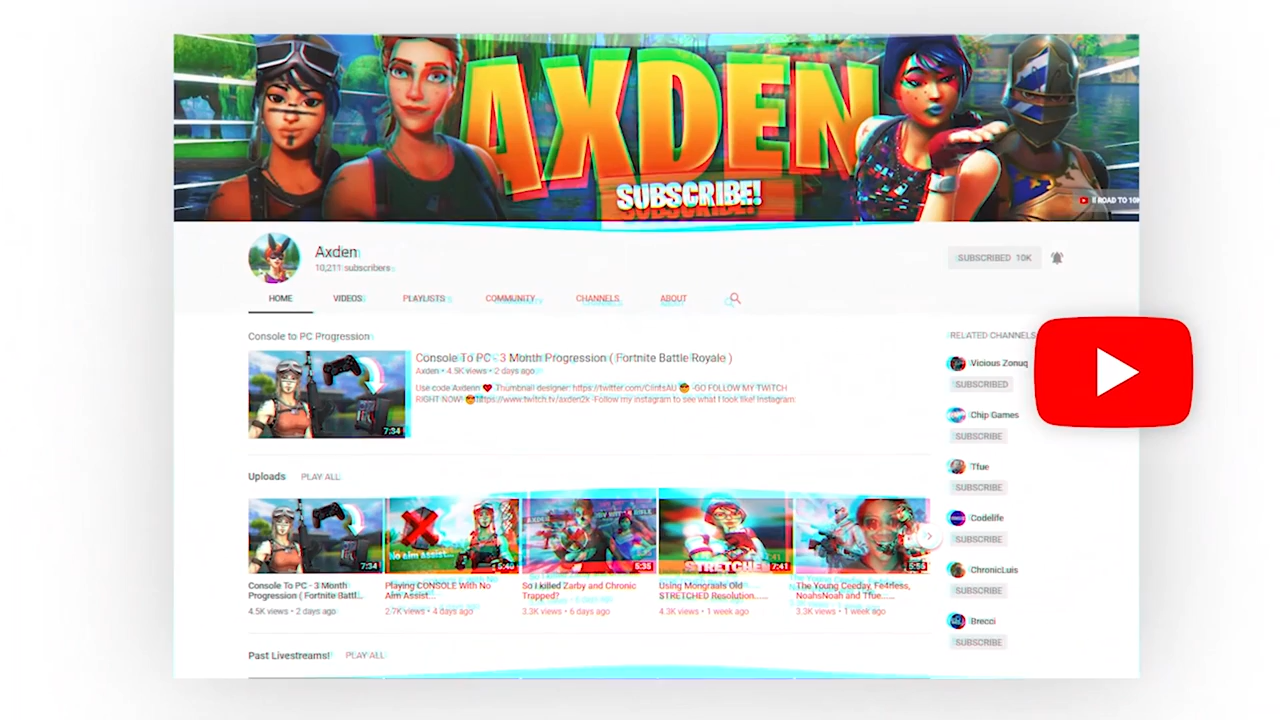 AXDEN
SUBSCRIBE!
ROAD TO 10K
Axden
10,211 subscribers
SUBSCRIBED 10K
HOME VIDEOS PLAYLISTS COMMUNITY CHANNELS ABOUT
Console to PC Progression
Console To PC - 3 Month Progression ( Fortnite Battle Royale )
Axden • 4.5K views • 2 days ago
Use code Axdenn ❤ Thumbnail designer: https://twitter.com/CilntsAU 😎 -GO FOLLOW MY TWITCH
RIGHT NOW! 😎https://www.twitch.tv/axden2k -Follow my instagram to see what I look like! Instagram:
7:34
RELATED CHANNELS
Vicious Zonuq
SUBSCRIBED
Chip Games
SUBSCRIBE
Tfue
SUBSCRIBE
Codelife
SUBSCRIBE
ChronicLuis
SUBSCRIBE
Brecci
SUBSCRIBE
Uploads PLAY ALL
No aim assist...
STRETCHED
7:34 5:40 5:35 7:41 5:55
Console To PC - 3 Month
Progression ( Fortnite Battl...
4.5K views • 2 days ago
Playing CONSOLE With No
Aim Assist...
2.7K views • 4 days ago
So I killed Zarby and Chronic
Trapped?
3.3K views • 6 days ago
Using Mongraals Old
STRETCHED Resolution......
4.3K views • 1 week ago
The Young Ceeday, Fe4rless,
NoahsNoah and Tfue......
3.3K views • 1 week ago
Past Livestreams! PLAY ALL